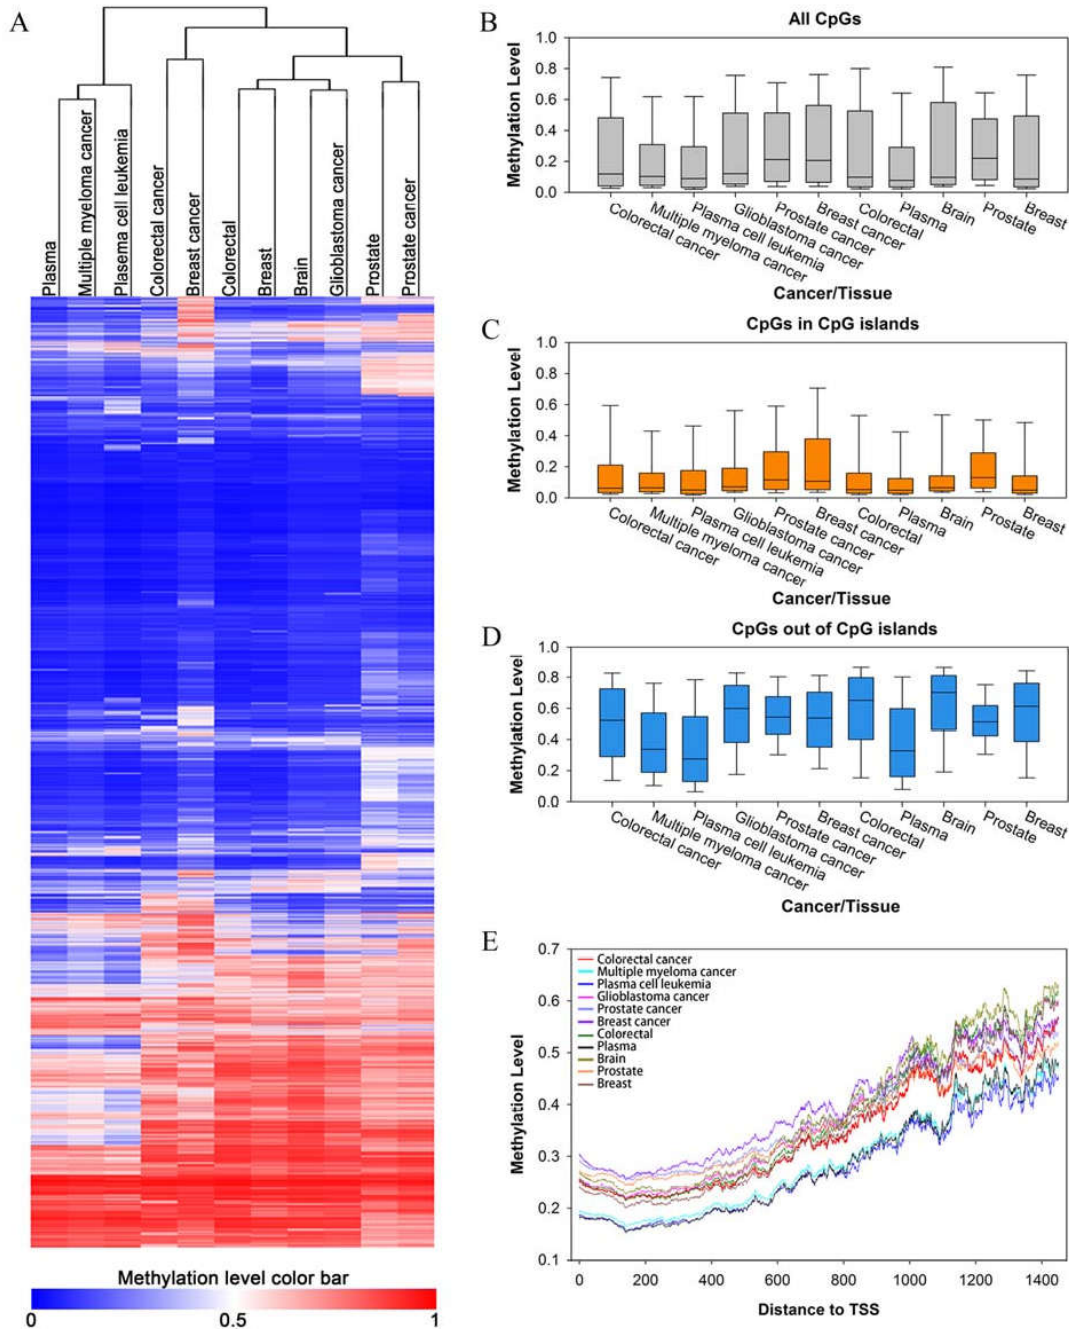 A
Plasma
Multiple myeloma cancer
Plasema cell leukemia
Colorectal cancer
Breast cancer
Colorectal
Breast
Brain
Glioblastoma cancer
Prostate
Prostate cancer
Methylation level color bar
0 0.5 1
B
All CpGs
Methylation Level
1.0
0.8
0.6
0.4
0.2
0.0
Colorectal cancer
Multiple myeloma cancer
Plasma cell leukemia
Glioblastoma cancer
Prostate cancer
Breast cancer
Colorectal
Plasma
Brain
Prostate
Breast
Cancer/Tissue
C
CpGs in CpG islands
Methylation Level
1.0
0.8
0.6
0.4
0.2
0.0
Colorectal cancer
Multiple myeloma cancer
Plasma cell leukemia
Glioblastoma cancer
Prostate cancer
Breast cancer
Colorectal
Plasma
Brain
Prostate
Breast
Cancer/Tissue
D
CpGs out of CpG islands
Methylation Level
1.0
0.8
0.6
0.4
0.2
0.0
Colorectal cancer
Multiple myeloma cancer
Plasma cell leukemia
Glioblastoma cancer
Prostate cancer
Breast cancer
Colorectal
Plasma
Brain
Prostate
Breast
Cancer/Tissue
E
Methylation Level
0.7
0.6
0.5
0.4
0.3
0.2
0.1
Colorectal cancer
Multiple myeloma cancer
Plasma cell leukemia
Glioblastoma cancer
Prostate cancer
Breast cancer
Colorectal
Plasma
Brain
Prostate
Breast
0 200 400 600 800 1000 1200 1400
Distance to TSS